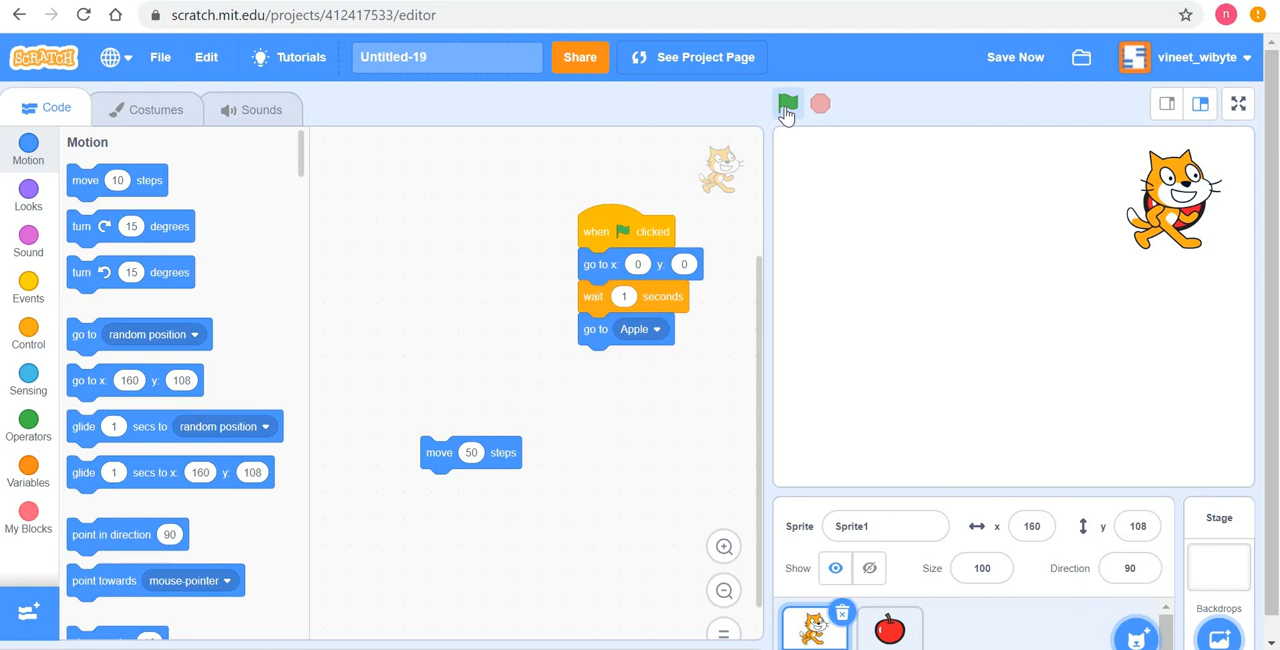 scratch.mit.edu/projects/412417533/editor
n
SCRATCH
File
Edit
Tutorials
Untitled-19
Share
See Project Page
Save Now
vineet_wibyte
Code
Costumes
Sounds
Motion
Looks
Sound
Events
Control
Sensing
Operators
Variables
My Blocks
Motion
move 10 steps
turn 15 degrees
turn 15 degrees
go to random position
go to x: 160 y: 108
glide 1 secs to random position
glide 1 secs to x: 160 y: 108
point in direction 90
point towards mouse-pointer
when clicked
go to x: 0 y: 0
wait 1 seconds
go to Apple
move 50 steps
Sprite Sprite1 x 160 y 108
Show Size 100 Direction 90
Stage
Backdrops